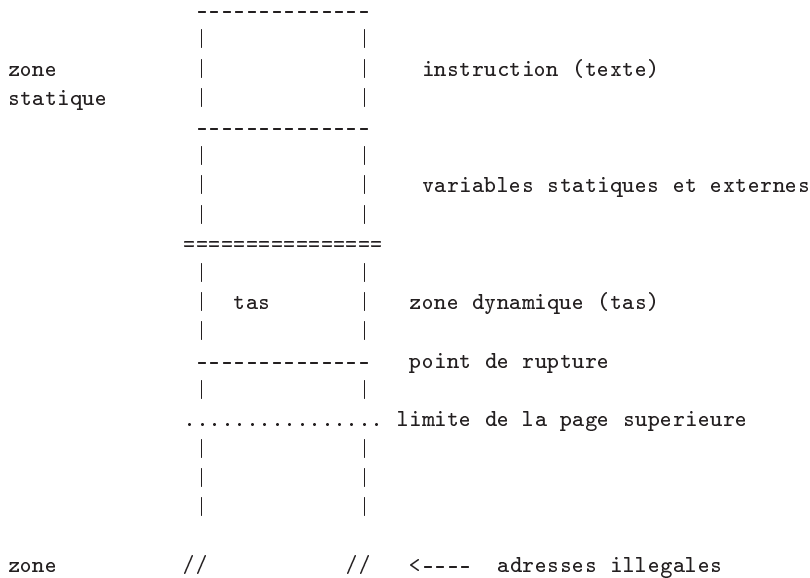 --------------
| |
zone | | instruction (texte)
statique | |
--------------
| |
| | variables statiques et externes
| |
================
| |
| tas | zone dynamique (tas)
| |
-------------- point de rupture
| |
................ limite de la page superieure
| |
| |
| |
zone // // <---- adresses illegales